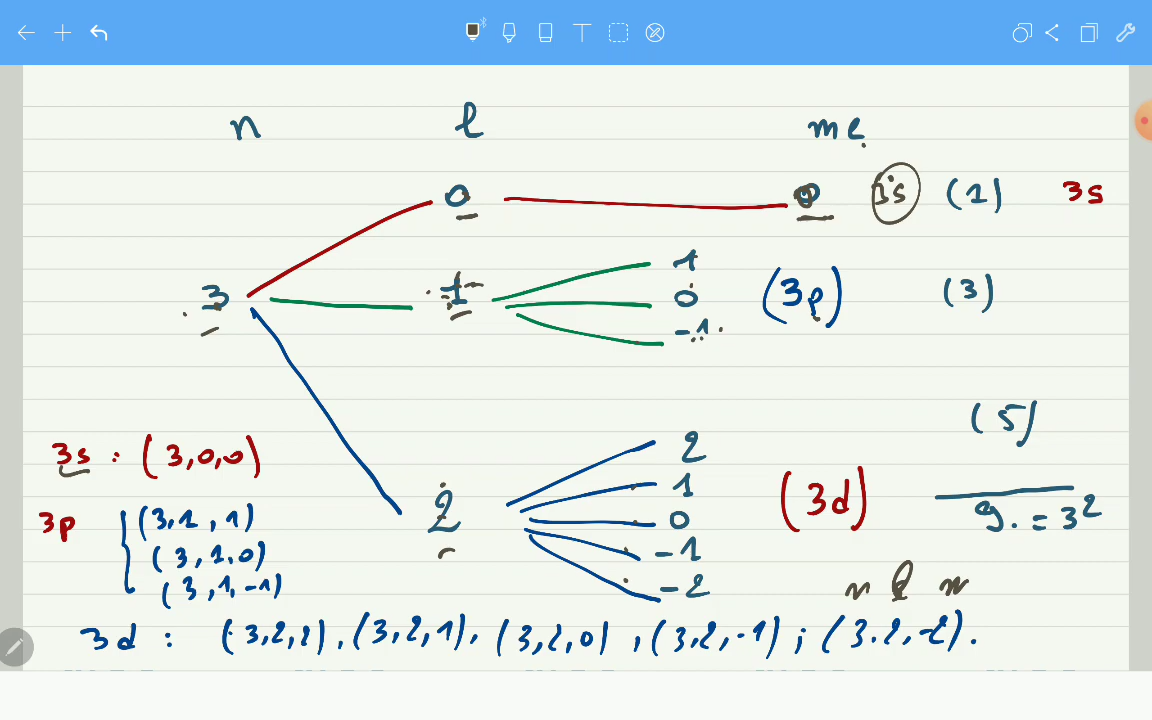 n l ml
0 0 3s (1) 3s
3 1 1 0 -1 (3p) (3)
(5)
2 2 1 0 -1 -2 (3d)
9. = 3²
3s : (3,0,0)
3p (3,1,1)
(3,1,0)
(3,1,-1)
n l m
3d : (3,2,2), (3,2,1), (3,2,0), (3,2,-1); (3.2,-2).